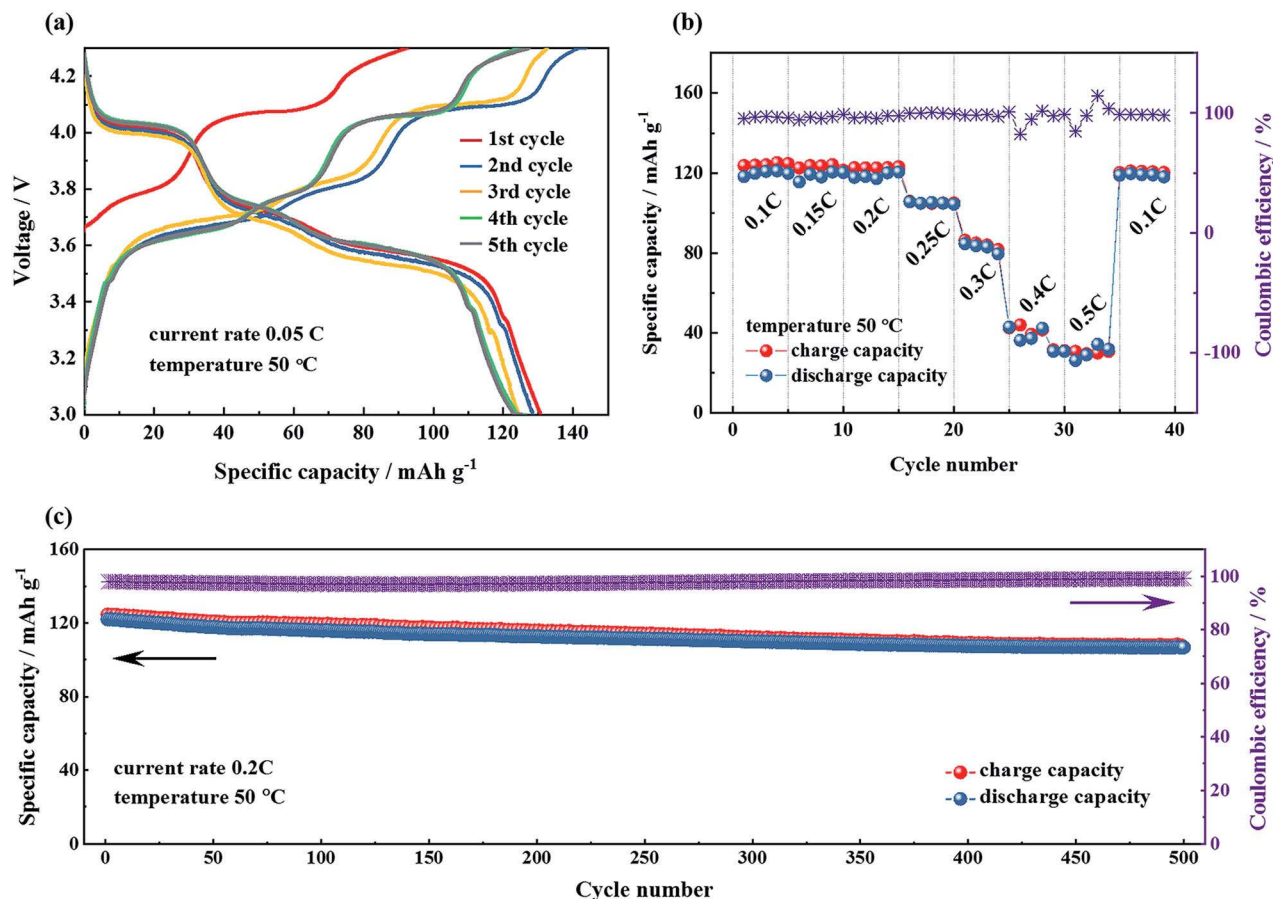 (a)
4.2
4.0
3.8
3.6
3.4
3.2
3.0
Voltage / V
1st cycle
2nd cycle
3rd cycle
4th cycle
5th cycle
current rate 0.05 C
temperature 50 °C
0 20 40 60 80 100 120 140
Specific capacity / mAh g-1
(b)
160
120
80
40
0
Specific capacity / mAh g-1
0.1C
0.15C
0.2C
0.25C
0.3C
0.4C
0.5C
0.1C
temperature 50 °C
charge capacity
discharge capacity
100
0
-100
Coulombic efficiency / %
0 10 20 30 40
Cycle number
(c)
160
120
80
40
0
Specific capacity / mAh g-1
current rate 0.2C
temperature 50 °C
charge capacity
discharge capacity
100
80
60
40
20
0
Coulombic efficiency / %
0 50 100 150 200 250 300 350 400 450 500
Cycle number